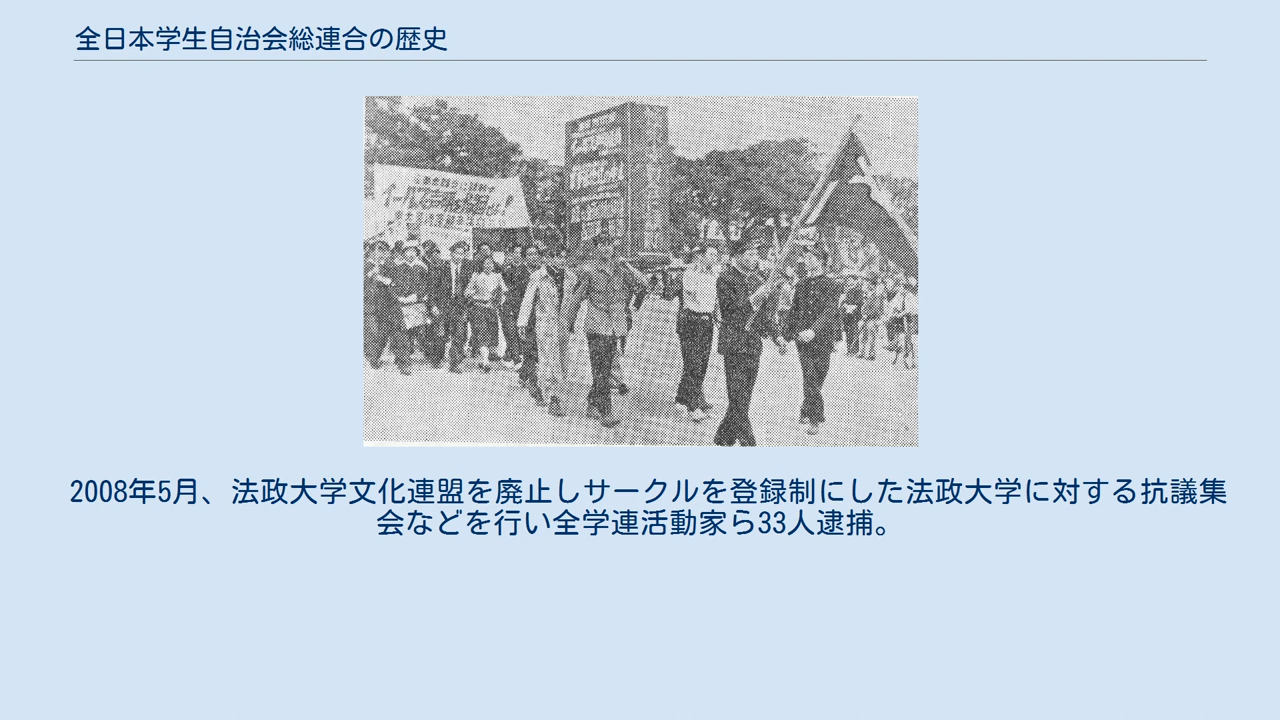 全日本学生自治会総連合の歴史
2008年5月、法政大学文化連盟を廃止しサークルを登録制にした法政大学に対する抗議集
会などを行い全学連活動家ら33人逮捕。